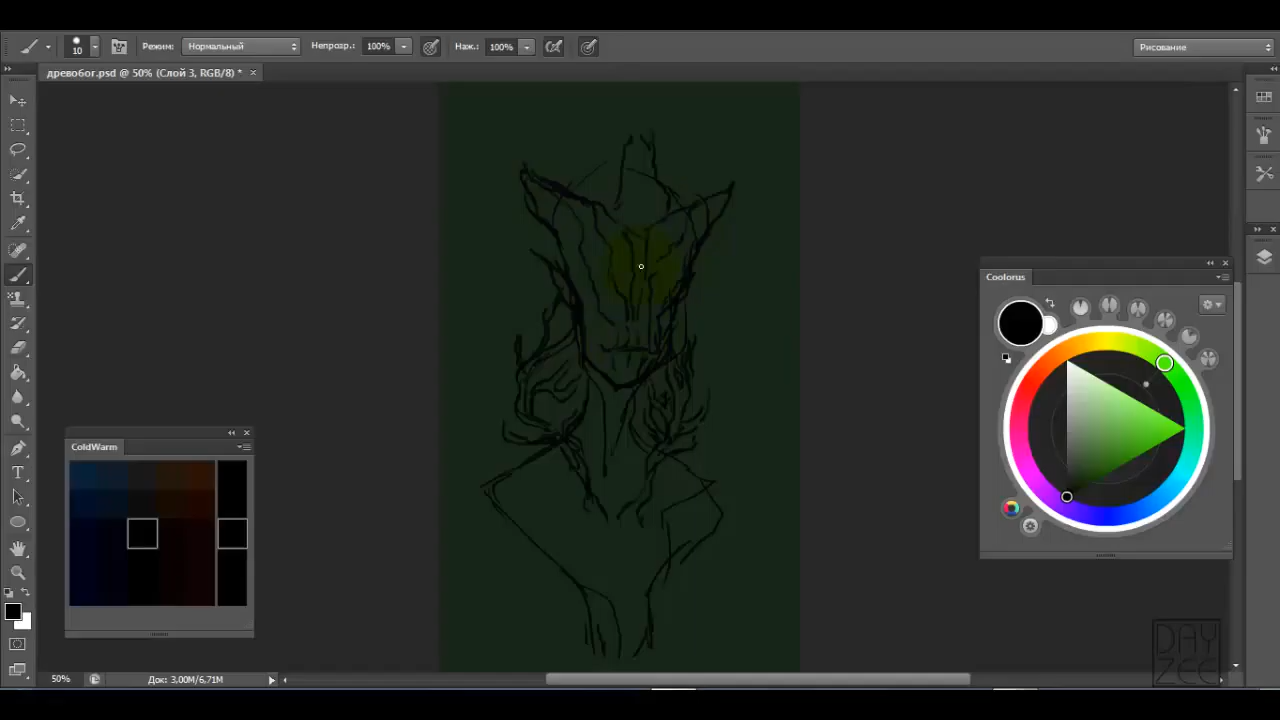 10 Режим: Нормальный Непрозр.: 100% Наж.: 100% Рисование
древобог.psd @ 50% (Слой 3, RGB/8) * ×
Coolorus
ColdWarm
T
50% Док: 3,00M/6,71M
DAY
ZEE